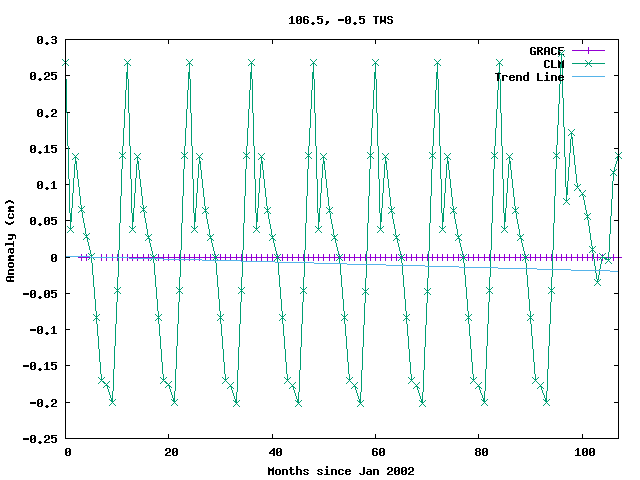 106.5, -0.5 TWS
GRACE
CLM
Trend Line
0.3
0.25
0.2
0.15
0.1
0.05
0
-0.05
-0.1
-0.15
-0.2
-0.25
Anomaly (cm)
0 20 40 60 80 100
Months since Jan 2002